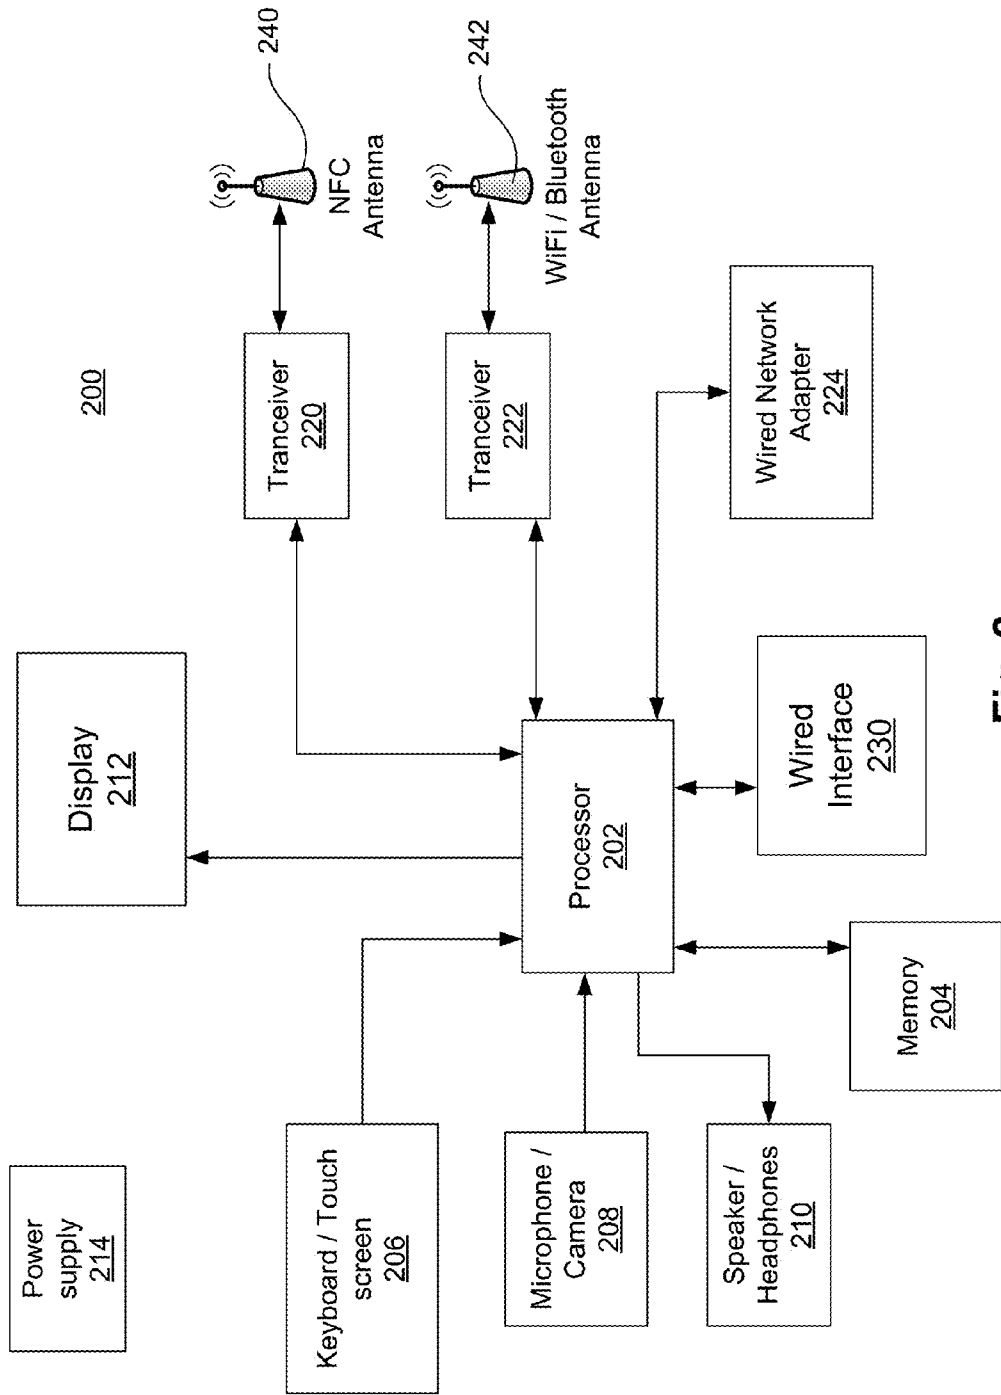 Power
supply
214
Display
212
200
Keyboard / Touch
screen
206
Tranceiver
220
240
NFC
Antenna
Microphone /
Camera
208
Processor
202
Tranceiver
222
242
WiFi / Bluetooth
Antenna
Speaker /
Headphones
210
Memory
204
Wired
Interface
230
Wired Network
Adapter
224